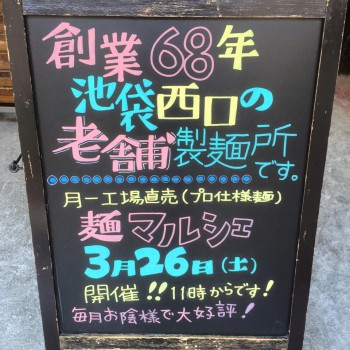 創業68年
池袋西口の
老舗製麺所
です。
月一工場直売(プロ仕様麺)
麺マルシェ
3月26日(土)
開催!!11時からです!
毎月お陰様で大好評!